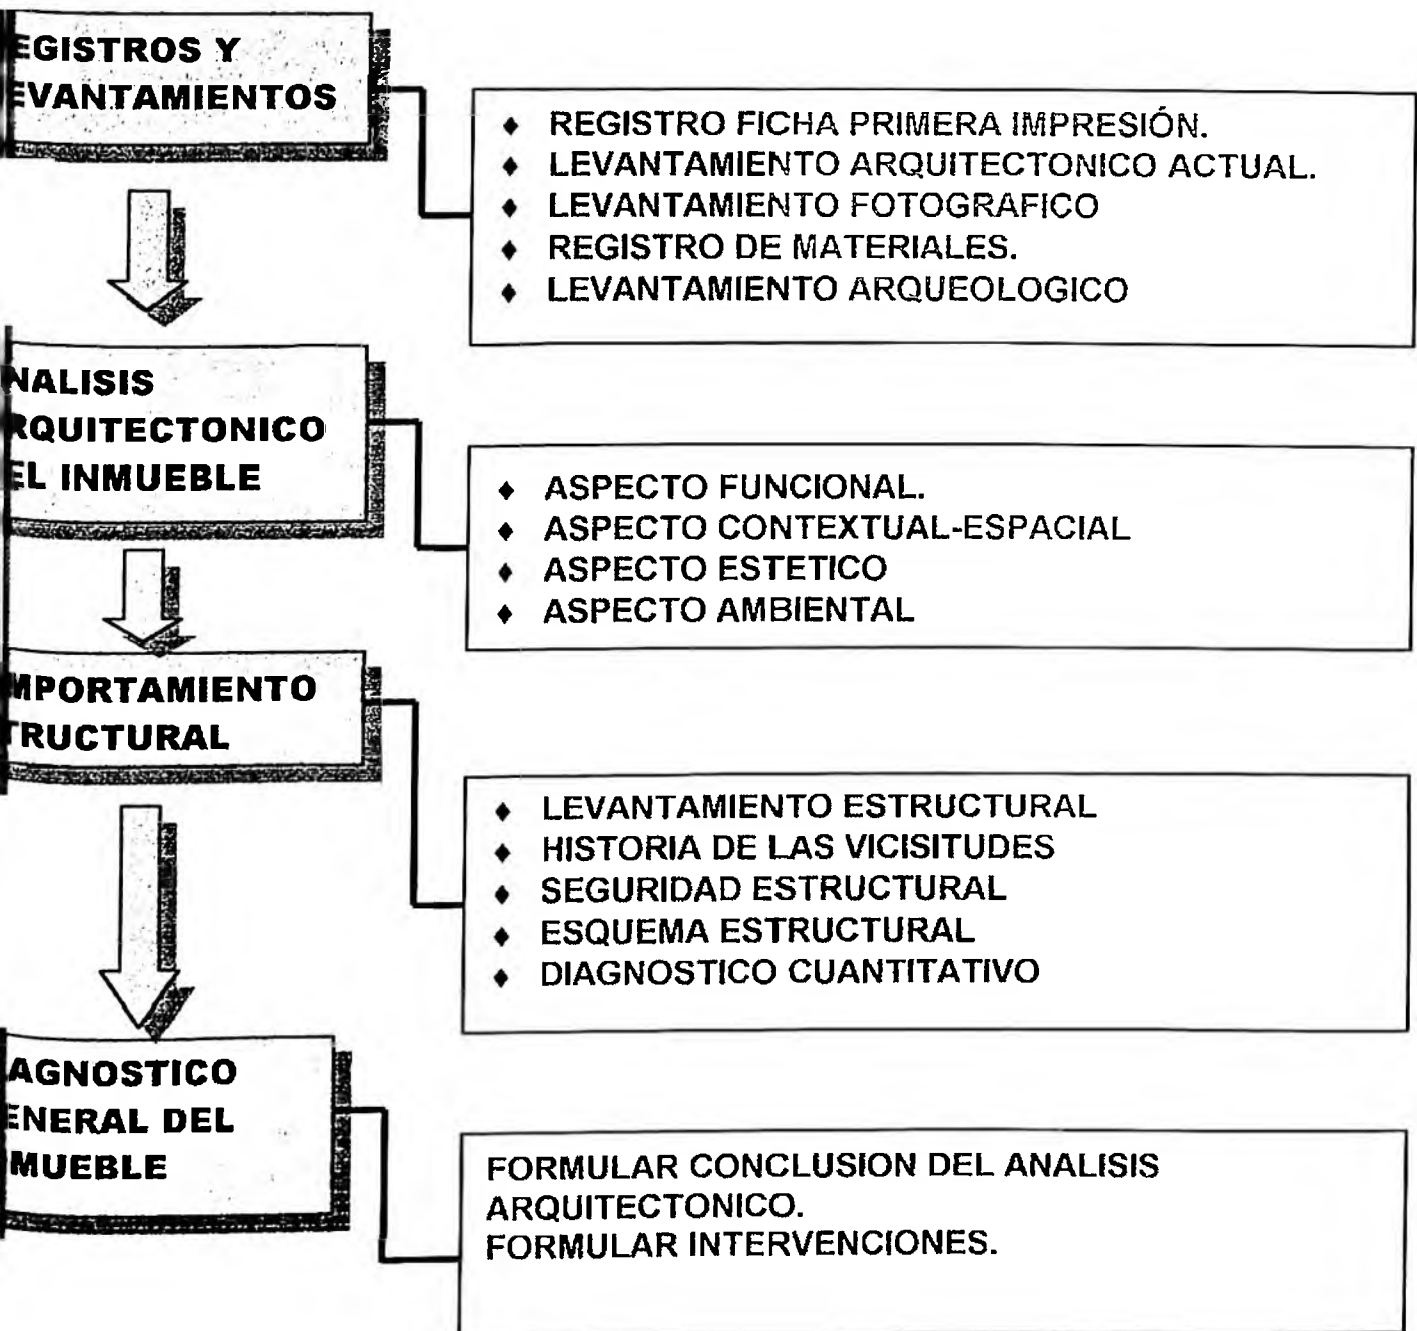 EGISTROS Y
EVANTAMIENTOS
♦ REGISTRO FICHA PRIMERA IMPRESIÓN.
♦ LEVANTAMIENTO ARQUITECTONICO ACTUAL.
♦ LEVANTAMIENTO FOTOGRAFICO
♦ REGISTRO DE MATERIALES.
♦ LEVANTAMIENTO ARQUEOLOGICO
NALISIS
RQUITECTONICO
EL INMUEBLE
♦ ASPECTO FUNCIONAL.
♦ ASPECTO CONTEXTUAL-ESPACIAL
♦ ASPECTO ESTETICO
♦ ASPECTO AMBIENTAL
MPORTAMIENTO
TRUCTURAL
♦ LEVANTAMIENTO ESTRUCTURAL
♦ HISTORIA DE LAS VICISITUDES
♦ SEGURIDAD ESTRUCTURAL
♦ ESQUEMA ESTRUCTURAL
♦ DIAGNOSTICO CUANTITATIVO
AGNOSTICO
ENERAL DEL
MUEBLE
FORMULAR CONCLUSION DEL ANALISIS
ARQUITECTONICO.
FORMULAR INTERVENCIONES.